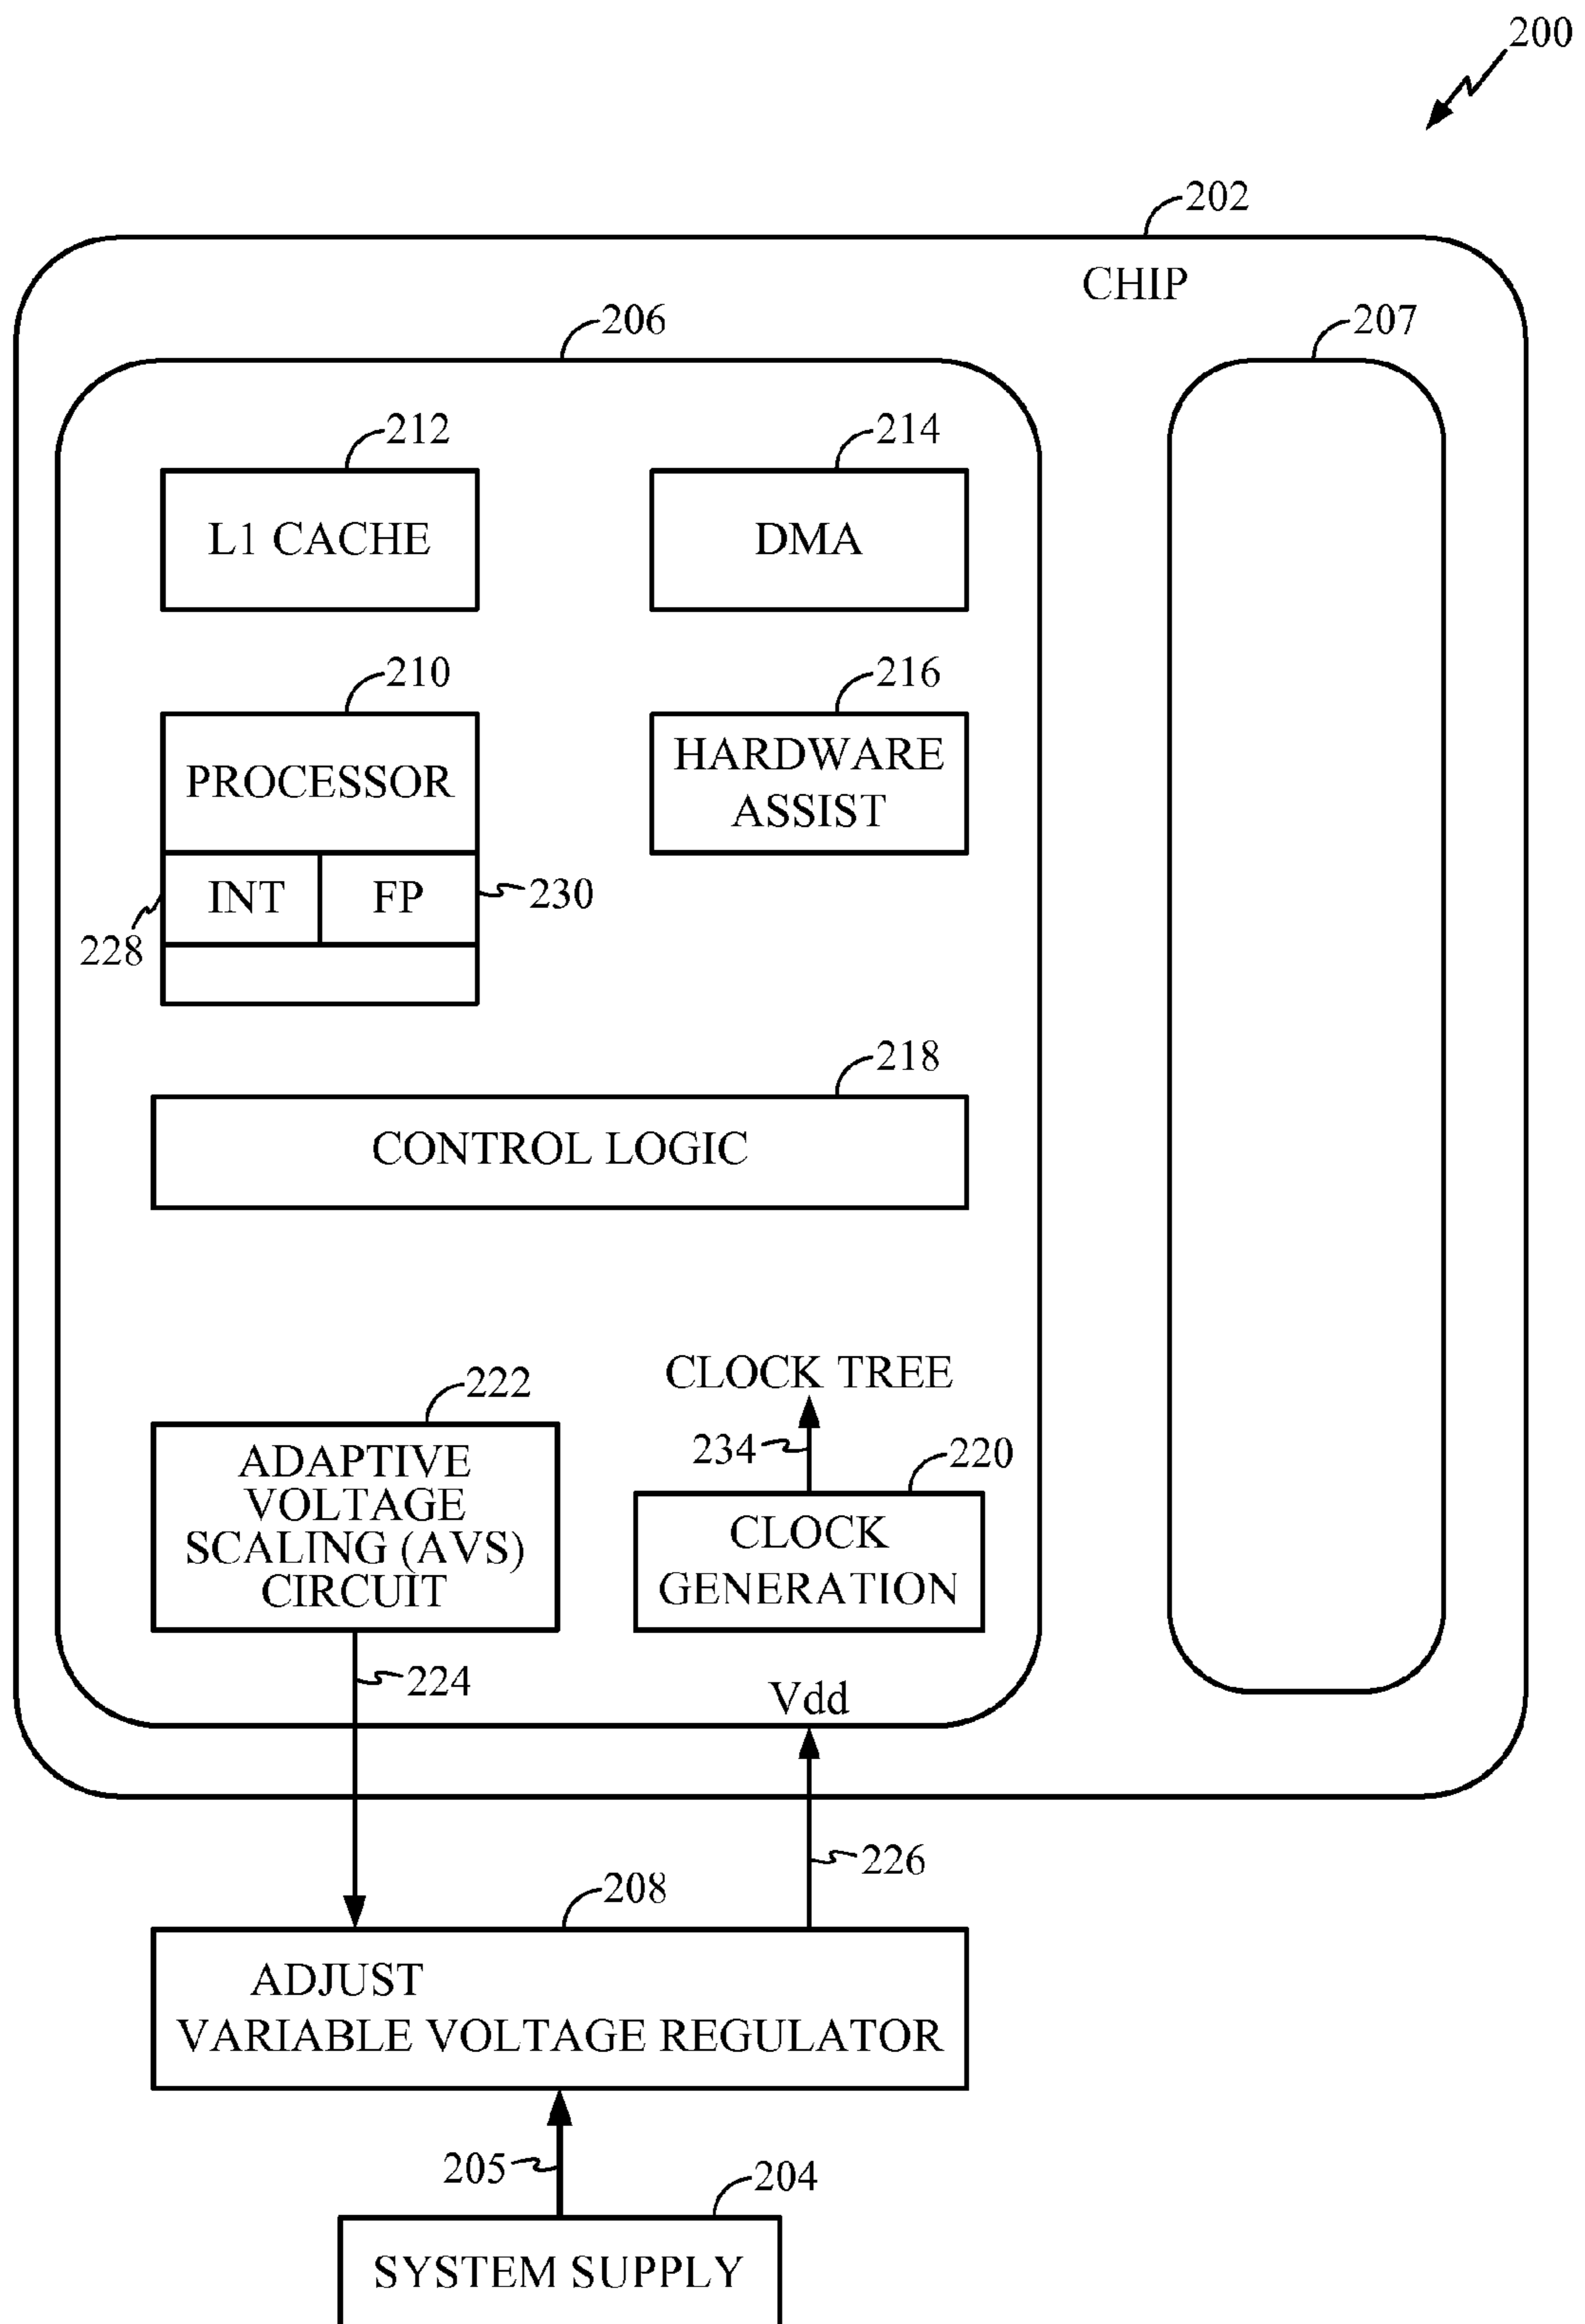 200
202
CHIP
206
207
212
214
L1 CACHE
DMA
210
216
PROCESSOR
HARDWARE
ASSIST
INT
FP
230
228
218
CONTROL LOGIC
CLOCK TREE
222
234
220
ADAPTIVE
VOLTAGE
SCALING (AVS)
CIRCUIT
CLOCK
GENERATION
224
Vdd
226
208
ADJUST
VARIABLE VOLTAGE REGULATOR
205
204
SYSTEM SUPPLY